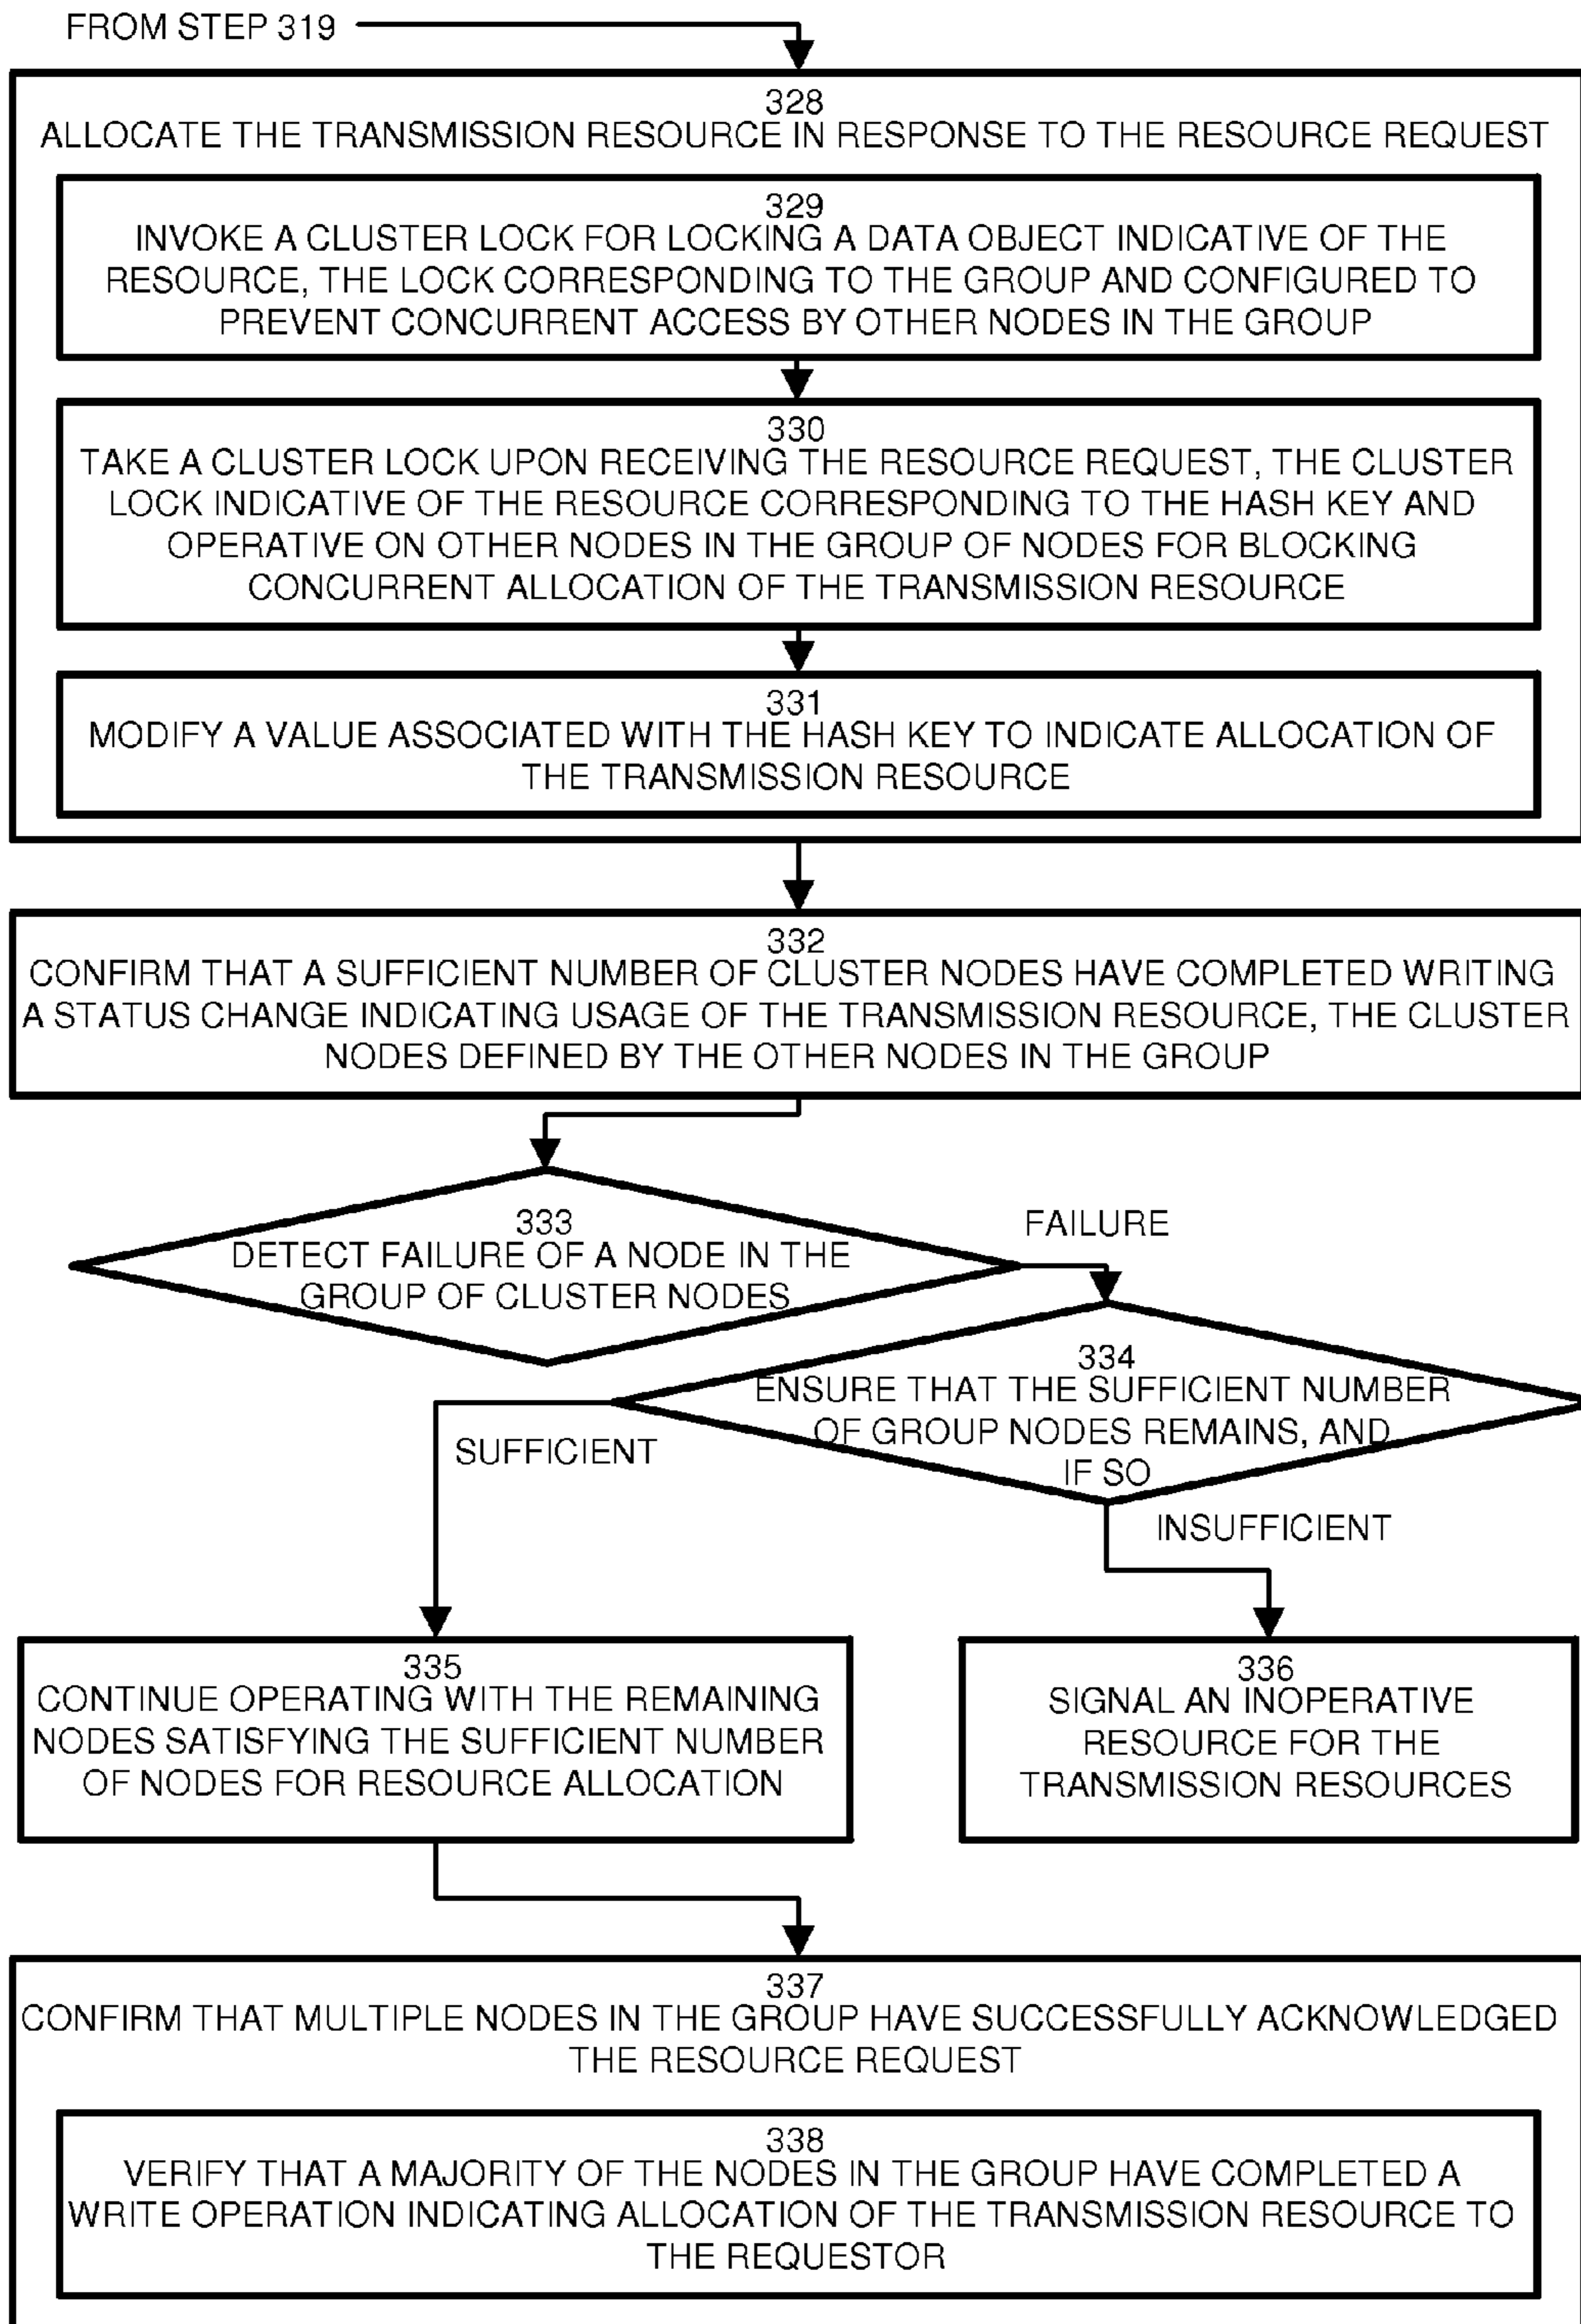 FROM STEP 319
328
ALLOCATE THE TRANSMISSION RESOURCE IN RESPONSE TO THE RESOURCE REQUEST
329
INVOKE A CLUSTER LOCK FOR LOCKING A DATA OBJECT INDICATIVE OF THE
RESOURCE, THE LOCK CORRESPONDING TO THE GROUP AND CONFIGURED TO
PREVENT CONCURRENT ACCESS BY OTHER NODES IN THE GROUP
330
TAKE A CLUSTER LOCK UPON RECEIVING THE RESOURCE REQUEST, THE CLUSTER
LOCK INDICATIVE OF THE RESOURCE CORRESPONDING TO THE HASH KEY AND
OPERATIVE ON OTHER NODES IN THE GROUP OF NODES FOR BLOCKING
CONCURRENT ALLOCATION OF THE TRANSMISSION RESOURCE
331
MODIFY A VALUE ASSOCIATED WITH THE HASH KEY TO INDICATE ALLOCATION OF
THE TRANSMISSION RESOURCE
332
CONFIRM THAT A SUFFICIENT NUMBER OF CLUSTER NODES HAVE COMPLETED WRITING
A STATUS CHANGE INDICATING USAGE OF THE TRANSMISSION RESOURCE, THE CLUSTER
NODES DEFINED BY THE OTHER NODES IN THE GROUP
333
DETECT FAILURE OF A NODE IN THE
GROUP OF CLUSTER NODES
FAILURE
334
ENSURE THAT THE SUFFICIENT NUMBER
OF GROUP NODES REMAINS, AND
IF SO
SUFFICIENT
INSUFFICIENT
335
CONTINUE OPERATING WITH THE REMAINING
NODES SATISFYING THE SUFFICIENT NUMBER
OF NODES FOR RESOURCE ALLOCATION
336
SIGNAL AN INOPERATIVE
RESOURCE FOR THE
TRANSMISSION RESOURCES
337
CONFIRM THAT MULTIPLE NODES IN THE GROUP HAVE SUCCESSFULLY ACKNOWLEDGED
THE RESOURCE REQUEST
338
VERIFY THAT A MAJORITY OF THE NODES IN THE GROUP HAVE COMPLETED A
WRITE OPERATION INDICATING ALLOCATION OF THE TRANSMISSION RESOURCE TO
THE REQUESTOR